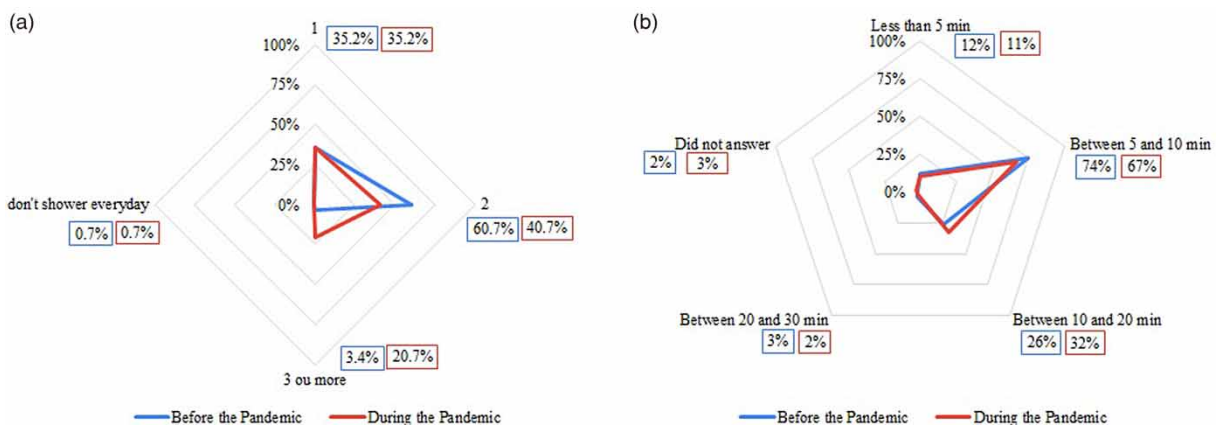 (a)
1
35.2% 35.2%
100%
75%
50%
25%
0%
don't shower everyday
0.7% 0.7%
2
60.7% 40.7%
3.4% 20.7%
3 ou more
Before the Pandemic During the Pandemic
(b)
Less than 5 min
12% 11%
100%
75%
50%
25%
0%
Did not answer
2% 3%
Between 5 and 10 min
74% 67%
Between 20 and 30 min
3% 2%
Between 10 and 20 min
26% 32%
Before the Pandemic During the Pandemic